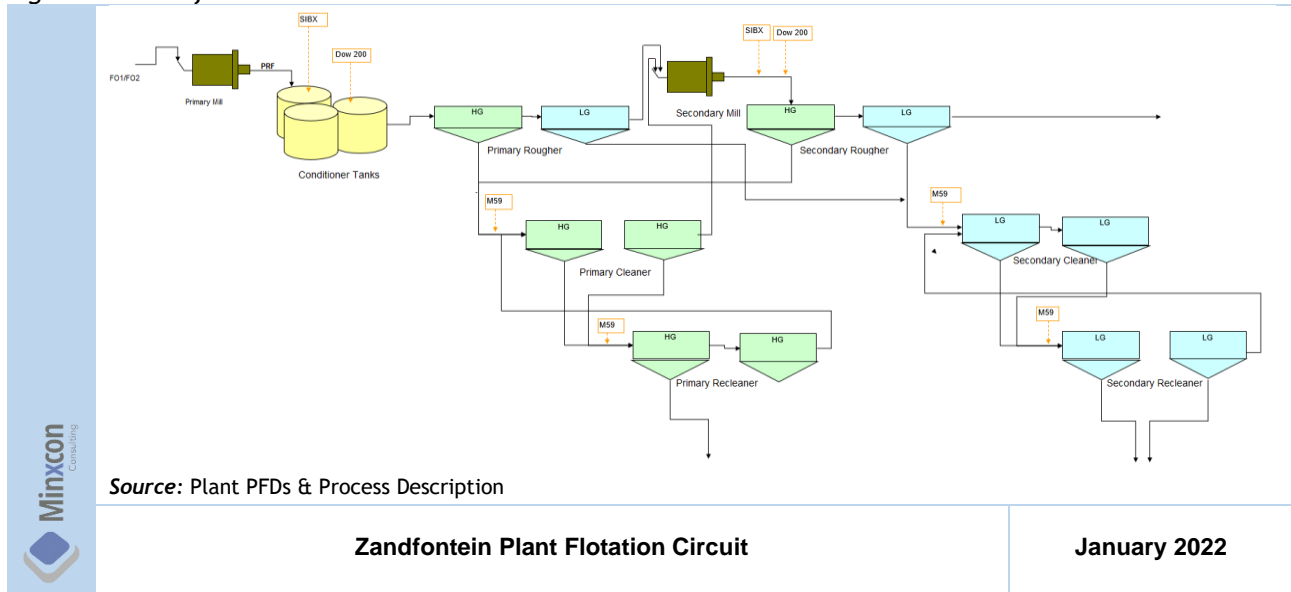 SIBX
Dow 200
FO1/FO2
PRF
Primary Mill
Conditioner Tanks
HG
LG
Primary Rougher
SIBX
Dow 200
Secondary Mill
HG
LG
Secondary Rougher
M59
HG
HG
Primary Cleaner
M59
LG
LG
Secondary Cleaner
M59
HG
HG
Primary Recleaner
M59
LG
LG
Secondary Recleaner
Minxcon
Consulting
Source: Plant PFDs & Process Description
Zandfontein Plant Flotation Circuit
January 2022